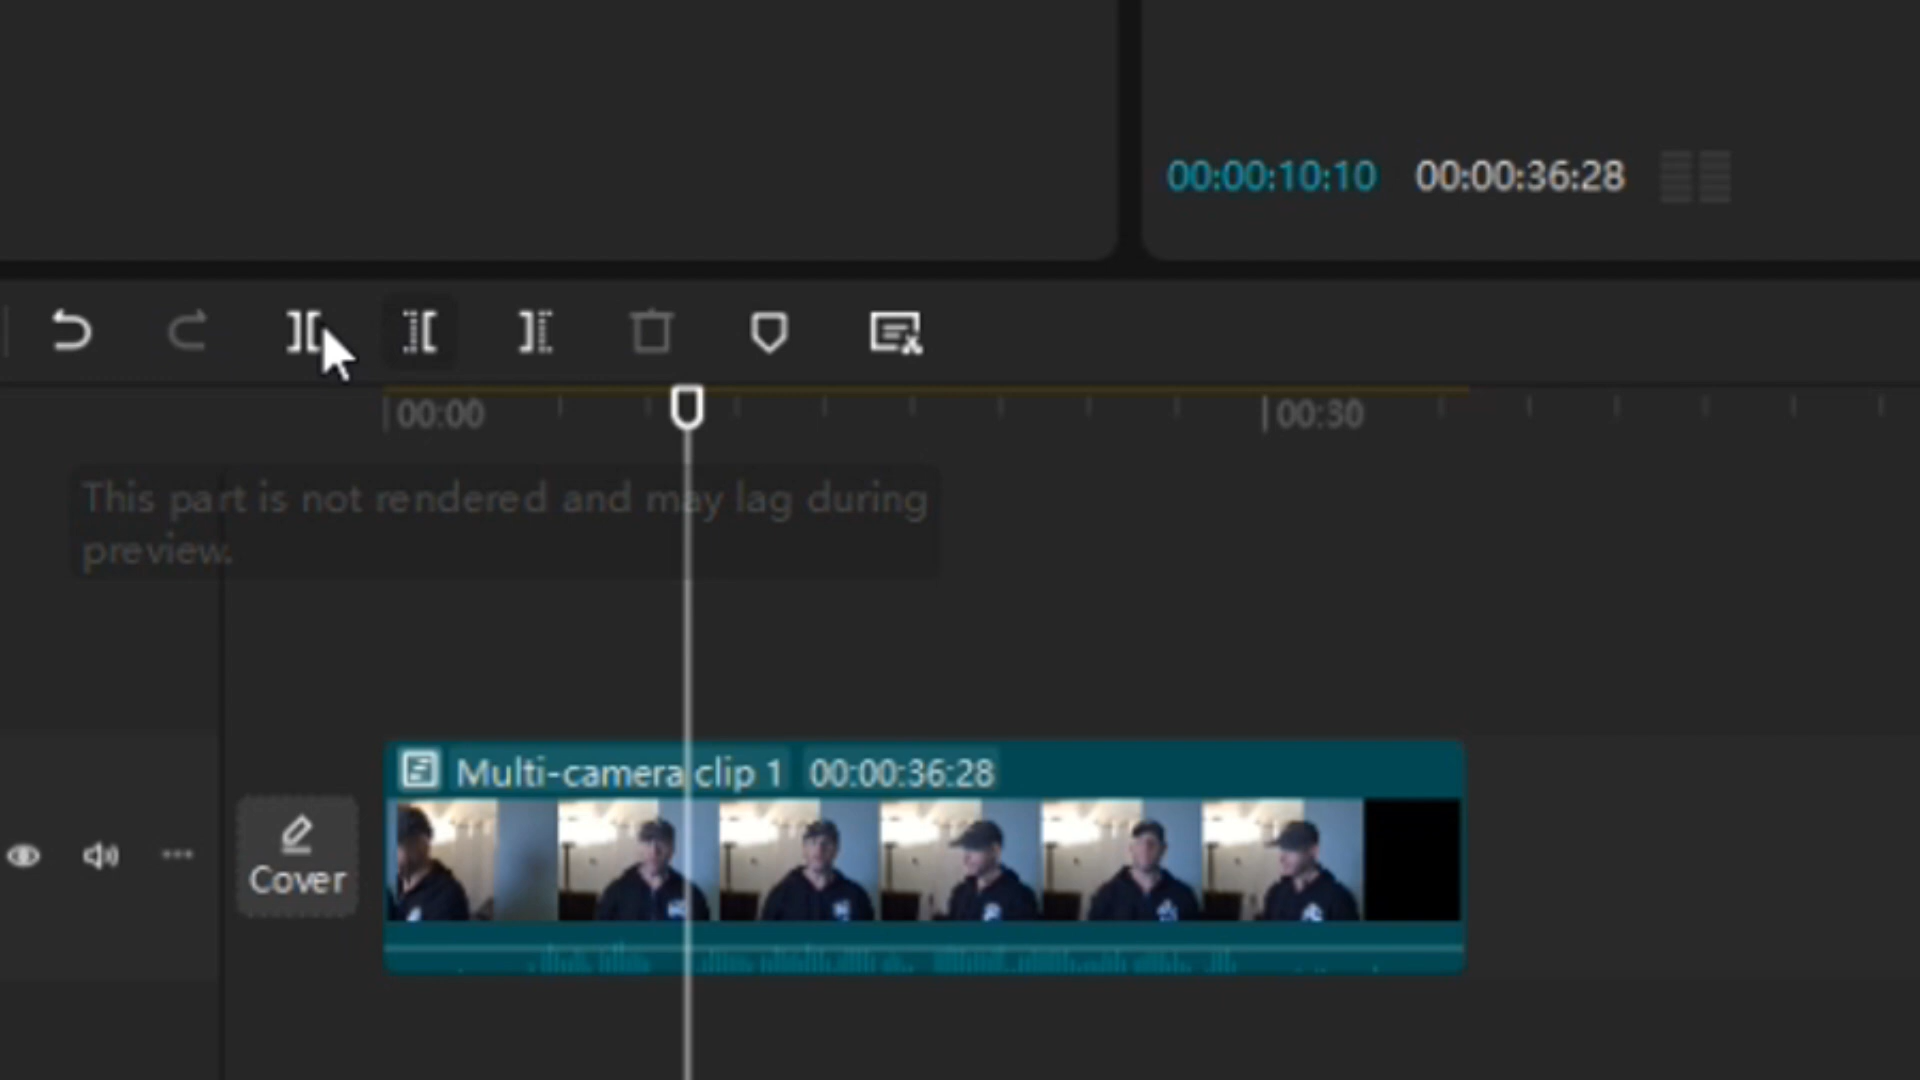 00:00:10:10 00:00:36:28
00:00 00:30
This part is not rendered and may lag during
preview.
Multi-camera clip 1 00:00:36:28
Cover